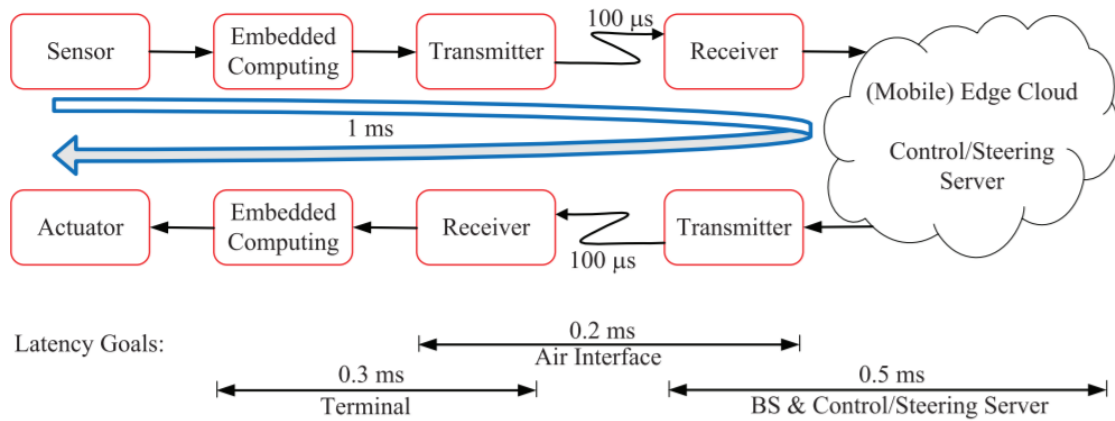 100 μs
Sensor
Embedded
Computing
Transmitter
Receiver
(Mobile) Edge Cloud
1 ms
Control/Steering
Server
Actuator
Embedded
Computing
Receiver
Transmitter
100 μs
Latency Goals:
0.2 ms
Air Interface
0.3 ms
Terminal
0.5 ms
BS & Control/Steering Server